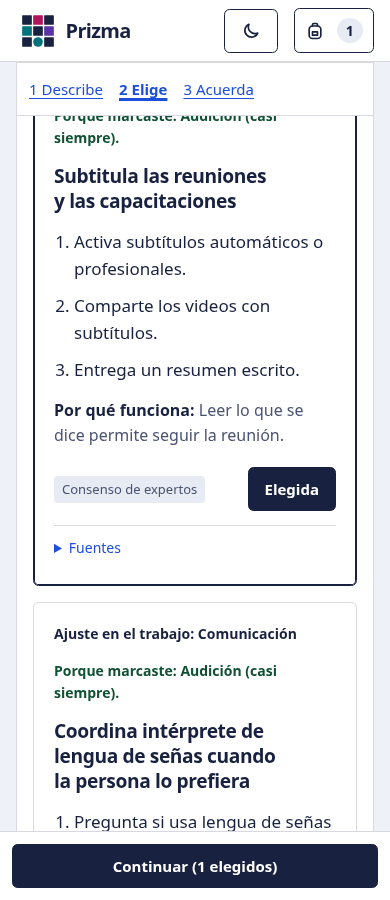 Prizma
1
1 Describe 2 Elige 3 Acuerda
Porque marcaste: Audición (casi
siempre).
Subtitula las reuniones
y las capacitaciones
1. Activa subtítulos automáticos o
profesionales.
2. Comparte los videos con
subtítulos.
3. Entrega un resumen escrito.
Por qué funciona: Leer lo que se
dice permite seguir la reunión.
Consenso de expertos
Elegida
Fuentes
Ajuste en el trabajo: Comunicación
Porque marcaste: Audición (casi
siempre).
Coordina intérprete de
lengua de señas cuando
la persona lo prefiera
1. Pregunta si usa lengua de señas
Continuar (1 elegidos)